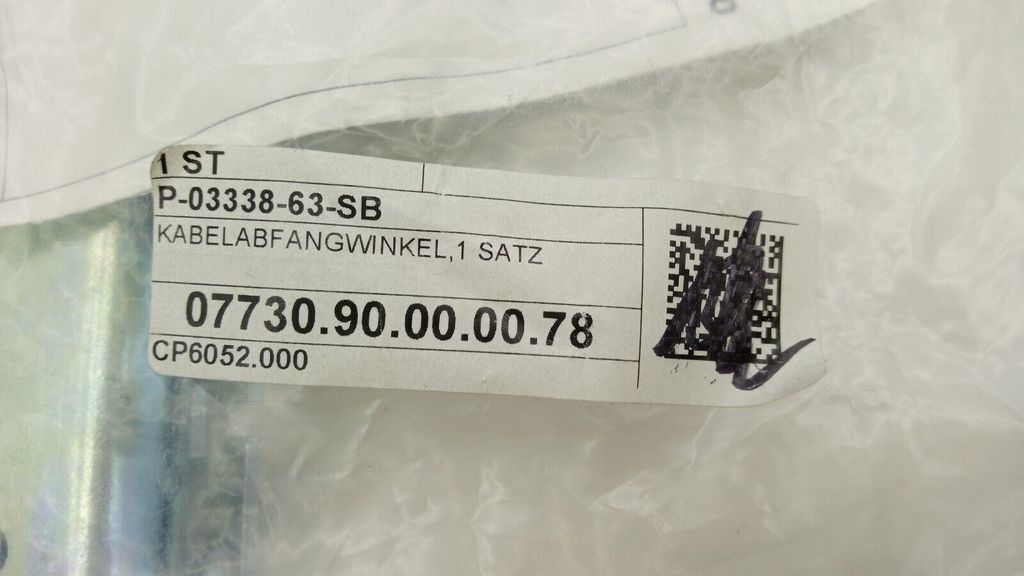 1 ST
P-03338-63-SB
KABELABFANGWINKEL,1 SATZ
07730.90.00.00.78
CP6052.000